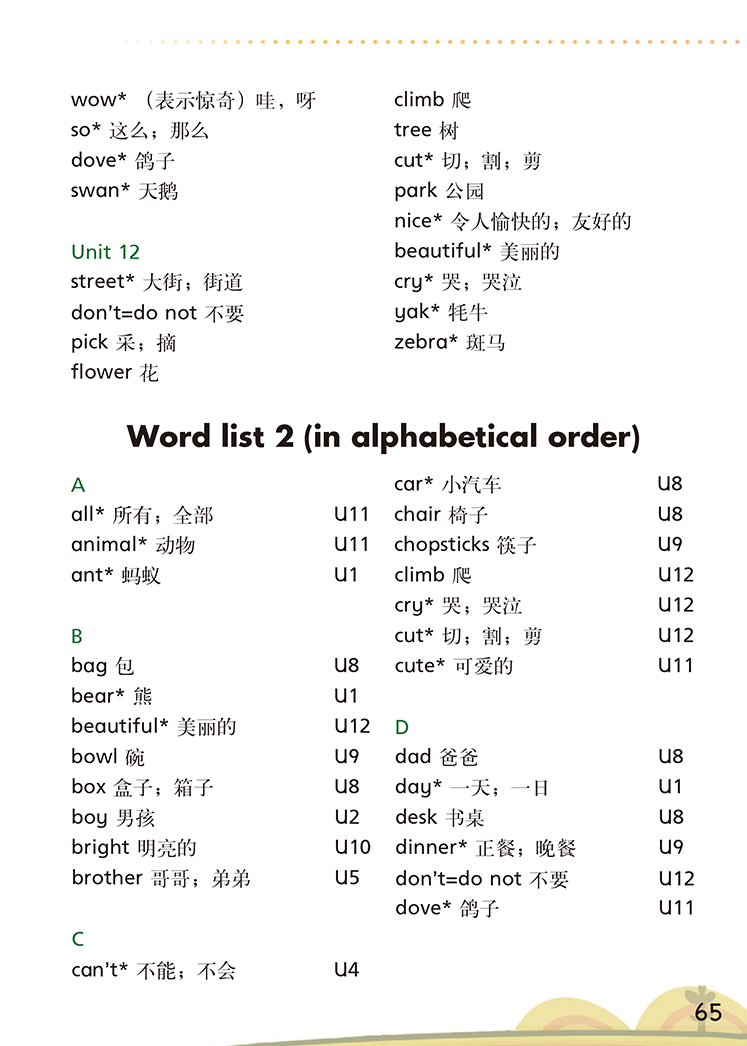 wow* （表示惊奇）哇，呀
so* 这么；那么
dove* 鸽子
swan* 天鹅
Unit 12
street* 大街；街道
don't=do not 不要
pick 采；摘
flower 花
climb 爬
tree 树
cut* 切；割；剪
park 公园
nice* 令人愉快的；友好的
beautiful* 美丽的
cry* 哭；哭泣
yak* 牦牛
zebra* 斑马
Word list 2 (in alphabetical order)
A
all* 所有；全部 U11
animal* 动物 U11
ant* 蚂蚁 U1
B
bag 包 U8
bear* 熊 U1
beautiful* 美丽的 U12
bowl 碗 U9
box 盒子；箱子 U8
boy 男孩 U2
bright 明亮的 U10
brother 哥哥；弟弟 U5
C
can't* 不能；不会 U4
car* 小汽车 U8
chair 椅子 U8
chopsticks 筷子 U9
climb 爬 U12
cry* 哭；哭泣 U12
cut* 切；割；剪 U12
cute* 可爱的 U11
D
dad 爸爸 U8
day* 一天；一日 U1
desk 书桌 U8
dinner* 正餐；晚餐 U9
don't=do not 不要 U12
dove* 鸽子 U11
65